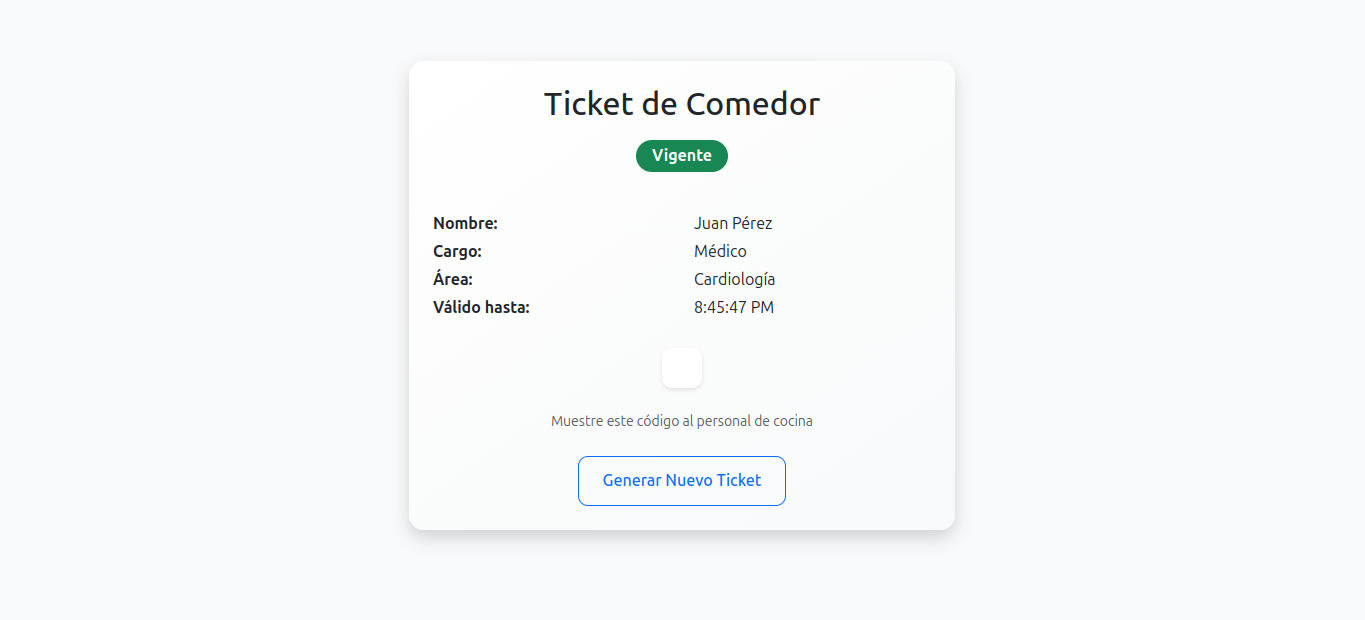 Ticket de Comedor
Vigente
Nombre: Juan Pérez
Cargo: Médico
Área: Cardiología
Válido hasta: 8:45:47 PM
Muestre este código al personal de cocina
Generar Nuevo Ticket